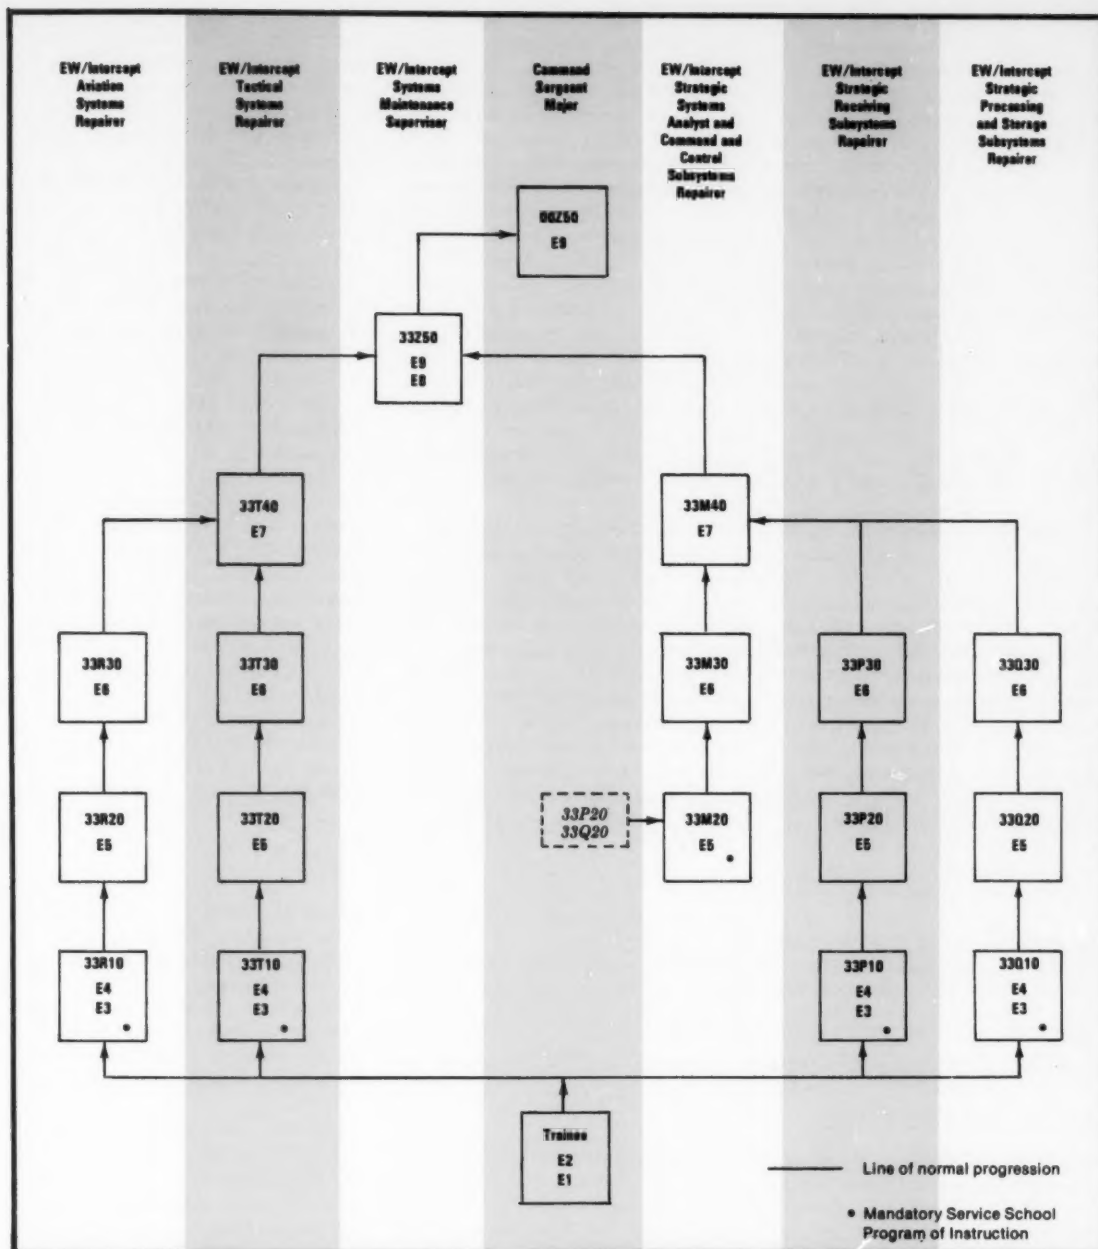 EW/Intercept
Aviation
Systems
Repairer
EW/Intercept
Tactical
Systems
Repairer
EW/Intercept
Systems
Maintenance
Supervisor
Command
Sergeant
Major
EW/Intercept
Strategic
Systems
Analyst and
Command and
Control
Subsystems
Repairer
EW/Intercept
Strategic
Receiving
Subsystems
Repairer
EW/Intercept
Strategic
Processing
and Storage
Subsystems
Repairer
00Z50
E9
33Z50
E9
E8
33T40
E7
33M40
E7
33R30
E6
33T30
E6
33M30
E6
33P30
E6
33Q30
E6
33R20
E5
33T20
E5
33P20
33Q20
33M20
E5
33P20
E5
33Q20
E5
33R10
E4
E3
33T10
E4
E3
33P10
E4
E3
33Q10
E4
E3
Trainee
E2
E1
Line of normal progression
• Mandatory Service School
Program of Instruction